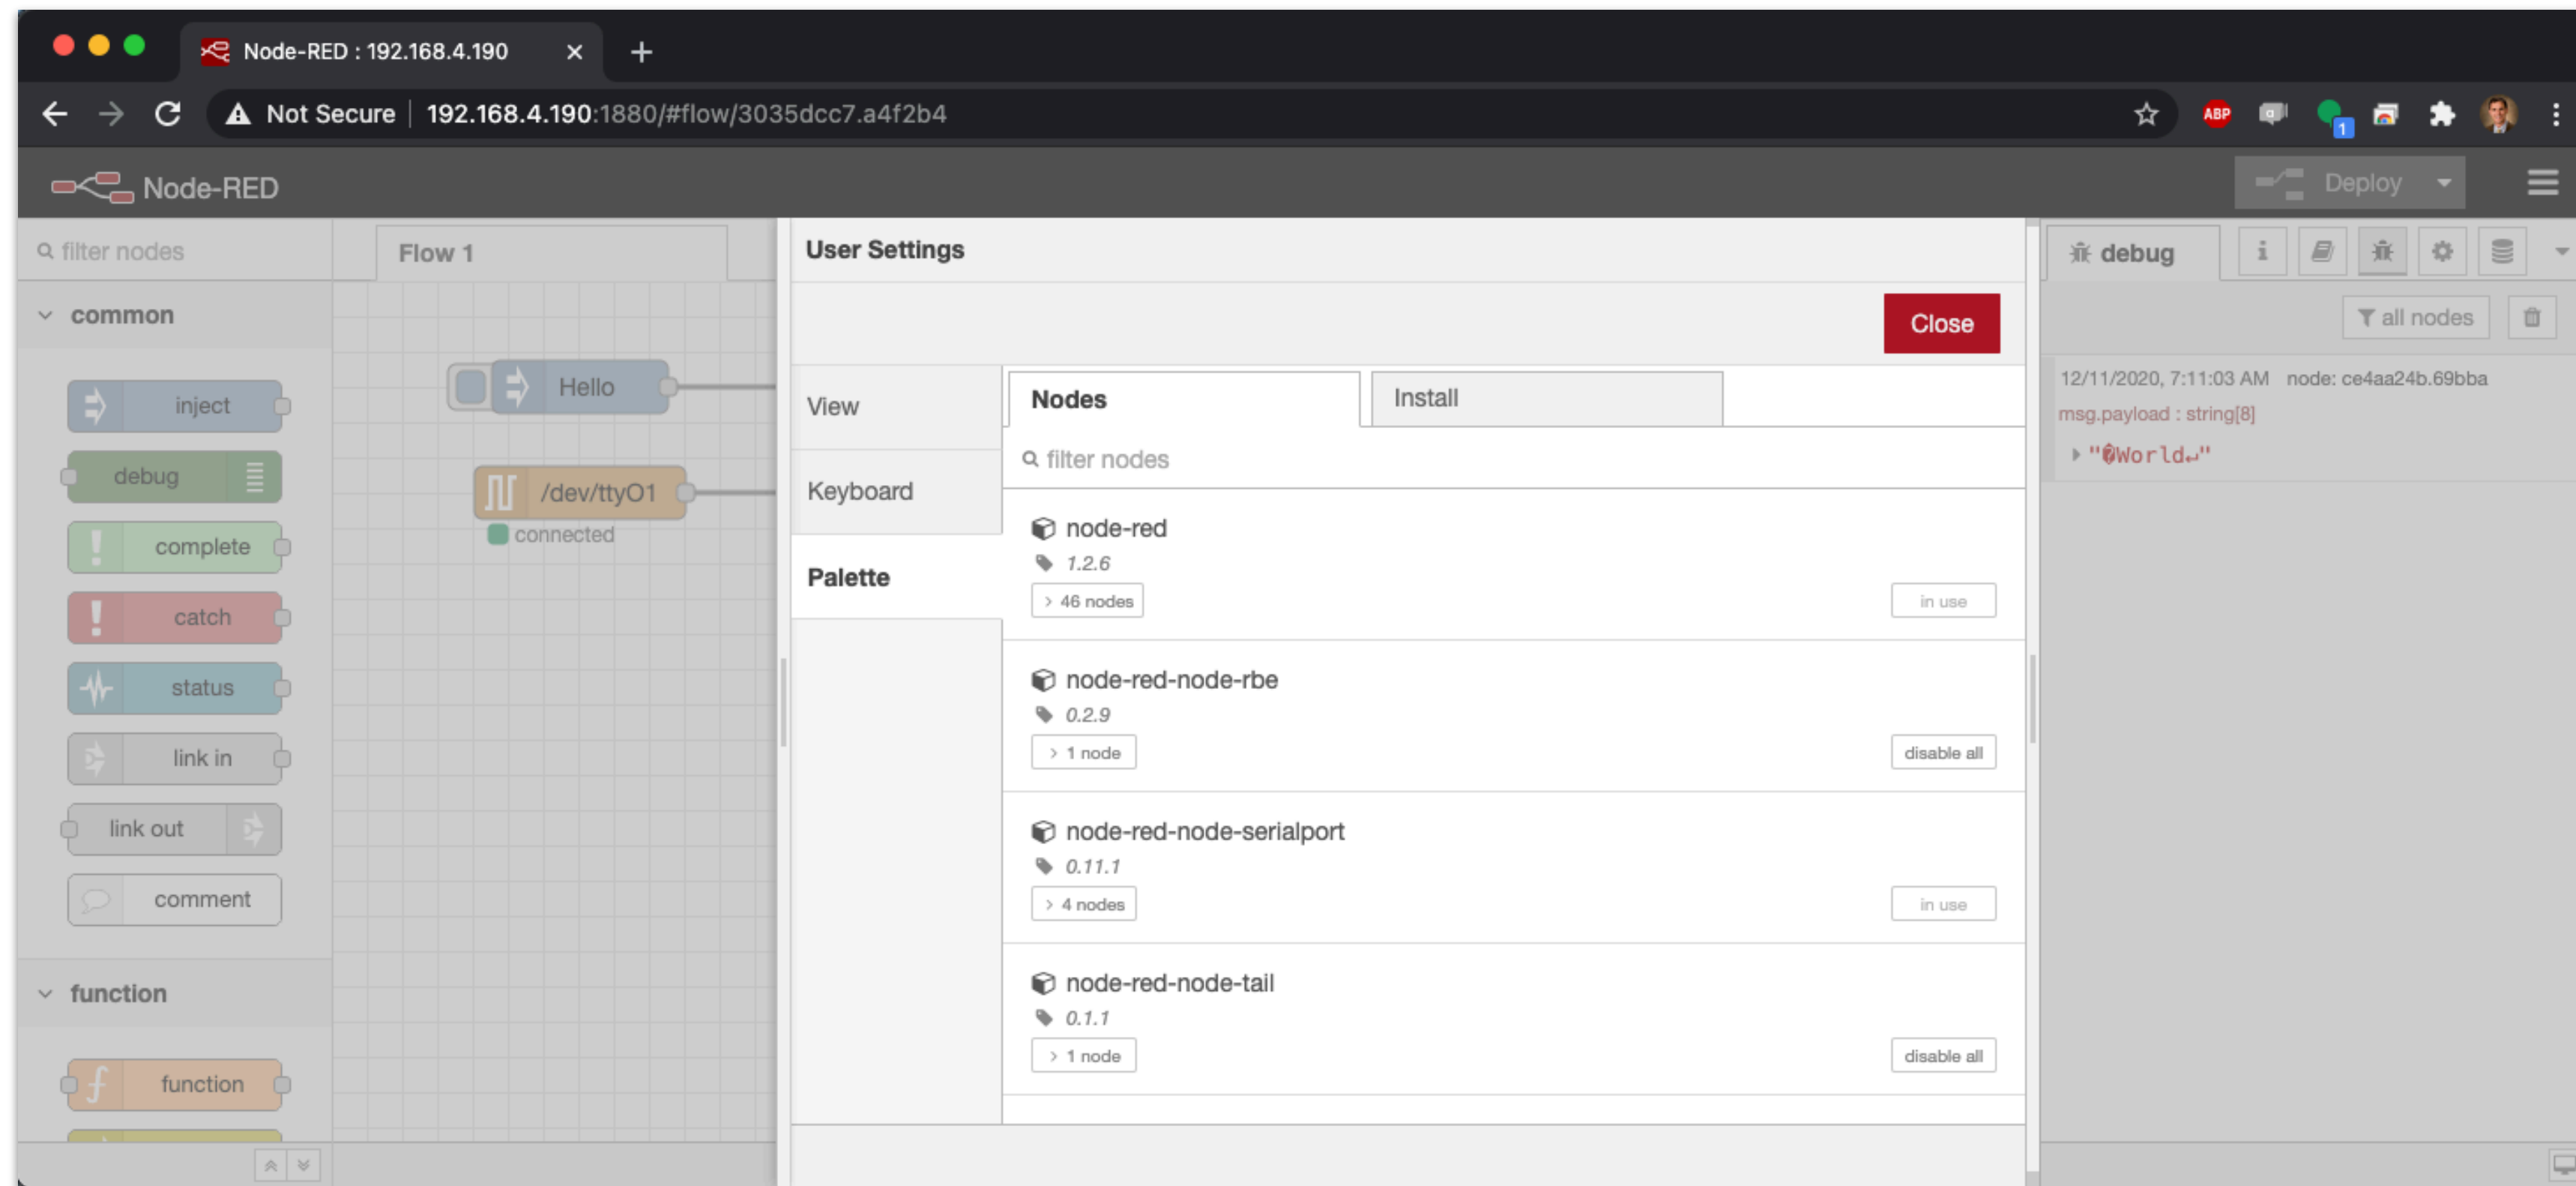 Node-RED : 192.168.4.190
Not Secure 192.168.4.190:1880/#flow/3035dcc7.a4f2b4
ABP
a
1
Node-RED
Deploy
filter nodes
Flow 1
common
inject
debug
complete
catch
status
link in
link out
comment
function
function
Hello
/dev/ttyO1
connected
User Settings
Close
View
Keyboard
Palette
Nodes
Install
filter nodes
node-red
1.2.6
46 nodes
in use
node-red-node-rbe
0.2.9
1 node
disable all
node-red-node-serialport
0.11.1
4 nodes
in use
node-red-node-tail
0.1.1
1 node
disable all
debug
i
all nodes
12/11/2020, 7:11:03 AM node: ce4aa24b.69bba
msg.payload : string[8]
"�World↵"